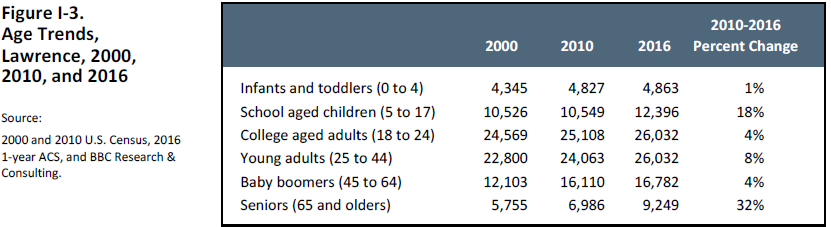 Figure I-3.
Age Trends,
Lawrence, 2000,
2010, and 2016
Source:
2000 and 2010 U.S. Census, 2016
1-year ACS, and BBC Research &
Consulting.
2010-2016
2000 2010 2016 Percent Change
Infants and toddlers (0 to 4) 4,345 4,827 4,863 1%
School aged children (5 to 17) 10,526 10,549 12,396 18%
College aged adults (18 to 24) 24,569 25,108 26,032 4%
Young adults (25 to 44) 22,800 24,063 26,032 8%
Baby boomers (45 to 64) 12,103 16,110 16,782 4%
Seniors (65 and olders) 5,755 6,986 9,249 32%